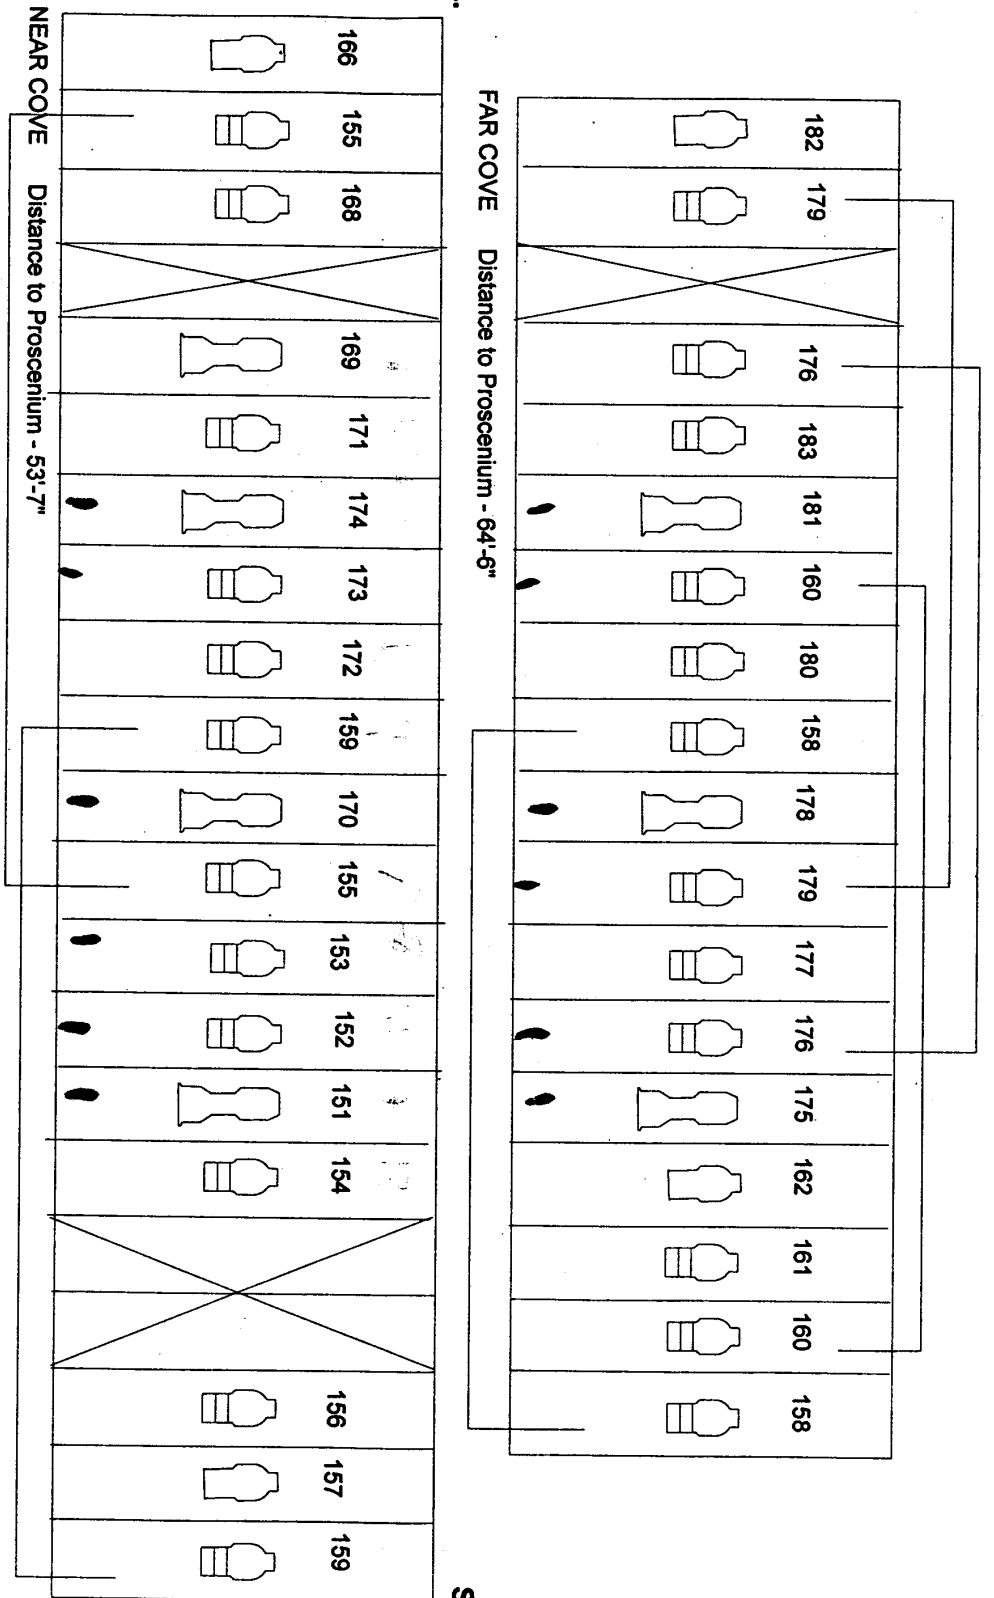 182 179 176 183 181 160 180 158 178 179 177 176 175 162 161 160 158
FAR COVE Distance to Proscenium - 64'-6"
166 155 168 169 171 174 173 172 159 170 155 153 152 151 154 156 157 159
NEAR COVE Distance to Proscenium - 53'-7"